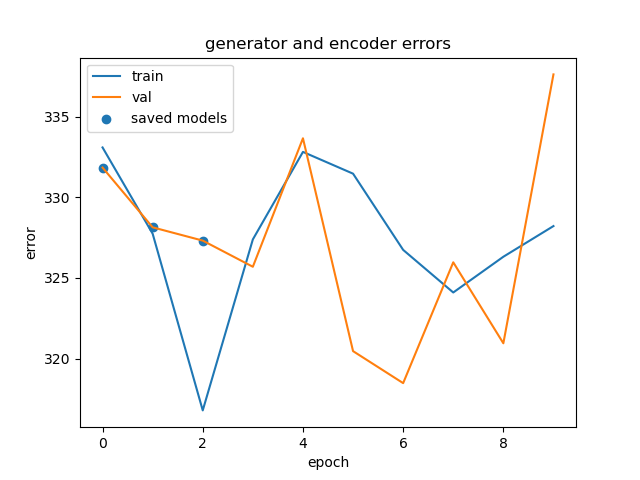 generator and encoder errors
train
val
saved models
335
330
325
320
error
0 2 4 6 8
epoch